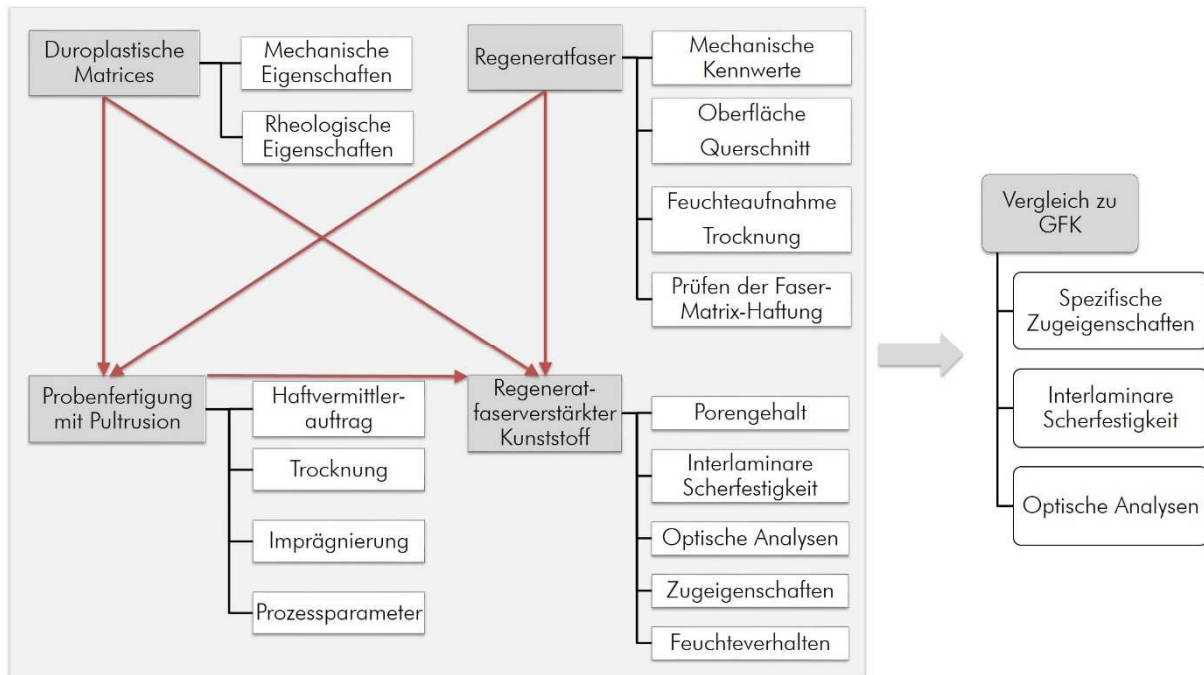 Duroplastische
Matrices
Mechanische
Eigenschaften
Rheologische
Eigenschaften
Regeneratfaser
Mechanische
Kennwerte
Oberfläche
Querschnitt
Feuchteaufnahme
Trocknung
Prüfen der Faser-
Matrix-Haftung
Probenfertigung
mit Pultrusion
Haftvermittler-
auftrag
Trocknung
Imprägnierung
Prozessparameter
Regenerat-
faserverstärkter
Kunststoff
Porengehalt
Interlaminare
Scherfestigkeit
Optische Analysen
Zugeigenschaften
Feuchteverhalten
Vergleich zu
GFK
Spezifische
Zugeigenschaften
Interlaminare
Scherfestigkeit
Optische Analysen